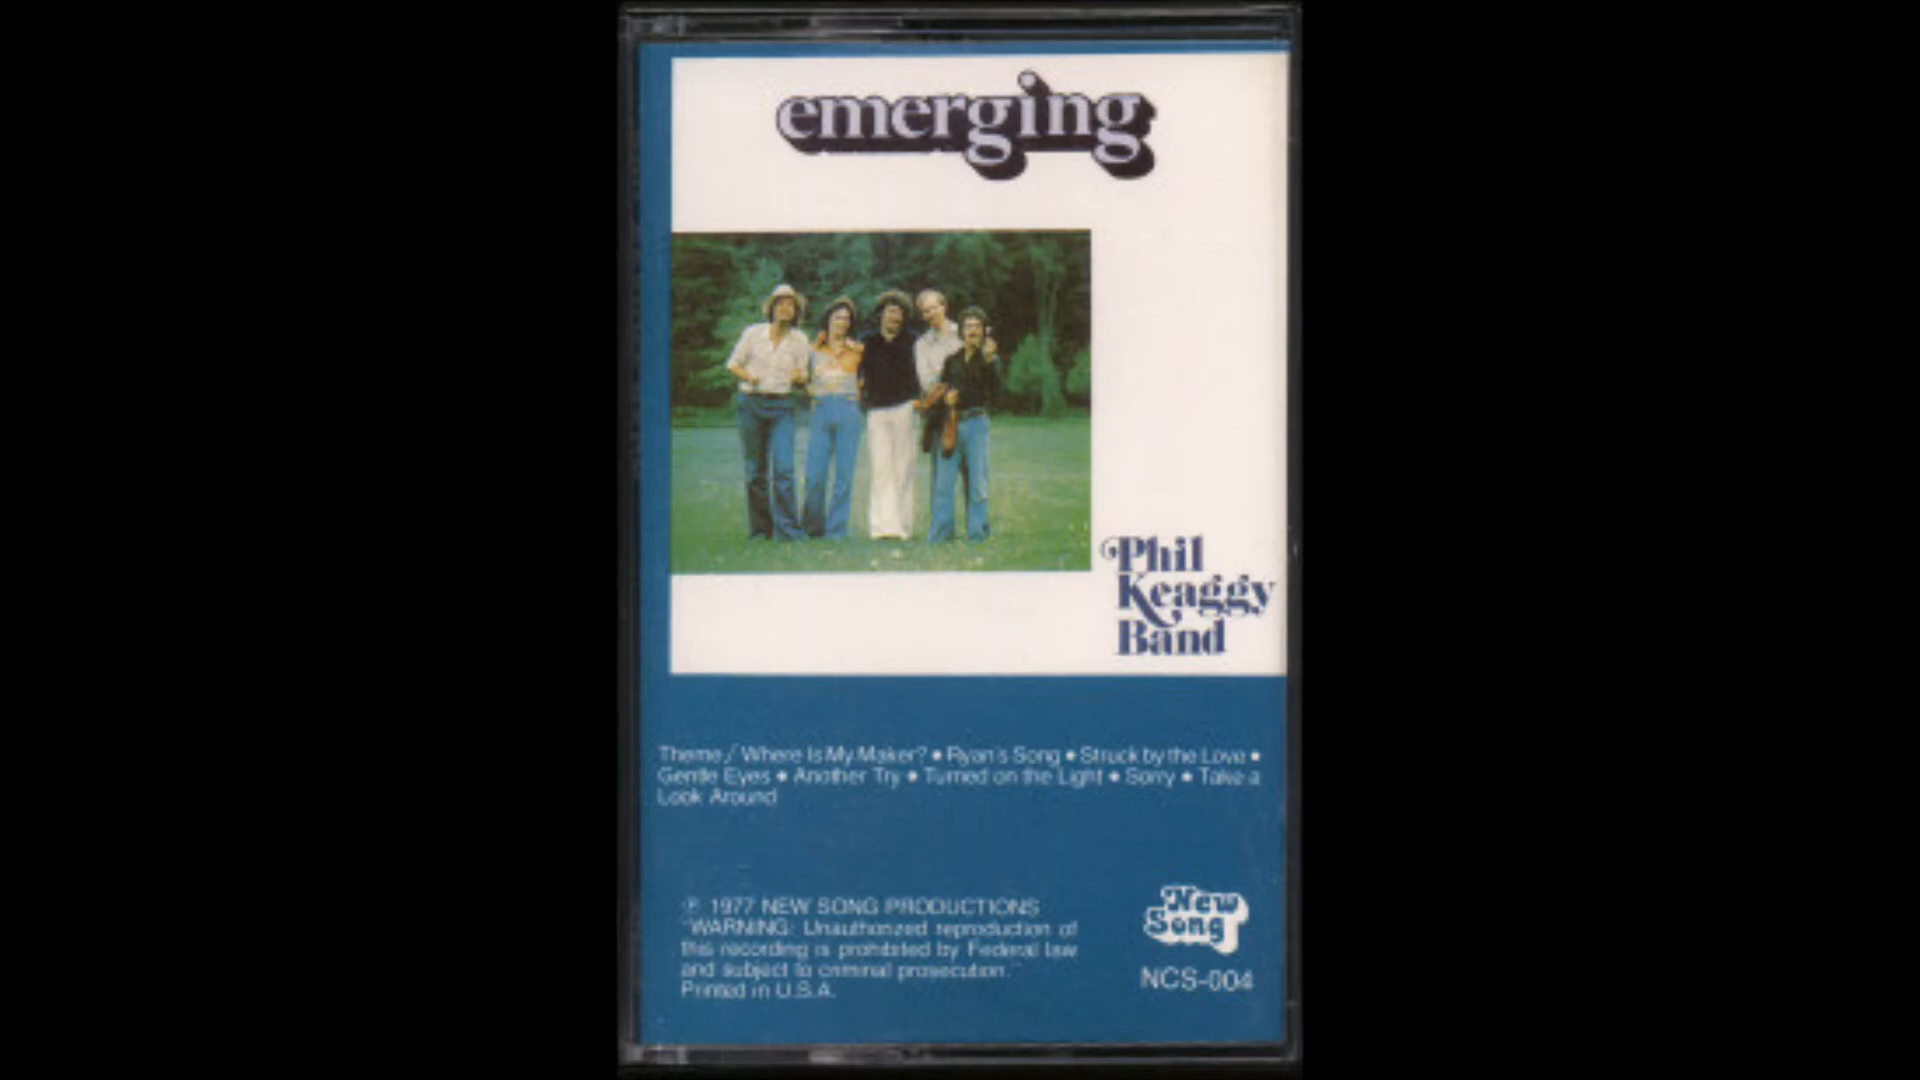 emerging
Phil
Keaggy
Band
Theme / Where Is My Maker? • Ryan's Song • Struck by the Love •
Gentle Eyes • Another Try • Turned on the Light • Sorry • Take a
Look Around
℗ 1977 NEW SONG PRODUCTIONS
"WARNING: Unauthorized reproduction of
this recording is prohibited by Federal law
and subject to criminal prosecution."
Printed in U.S.A.
New
Song
NCS-004